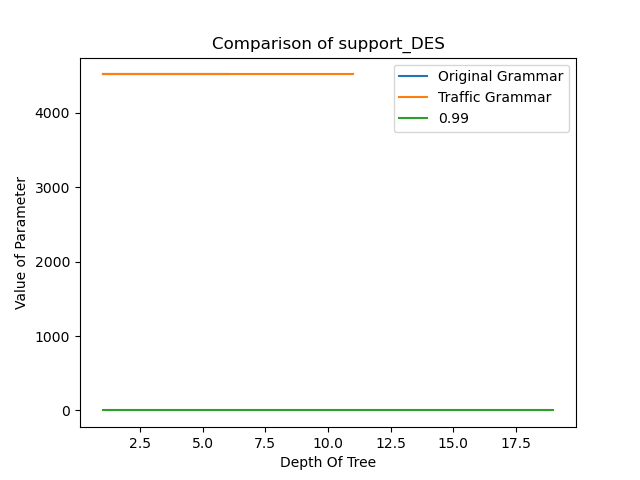 Comparison of support_DES
Original Grammar
Traffic Grammar
0.99
4000
3000
2000
1000
0
Value of Parameter
2.5 5.0 7.5 10.0 12.5 15.0 17.5
Depth Of Tree